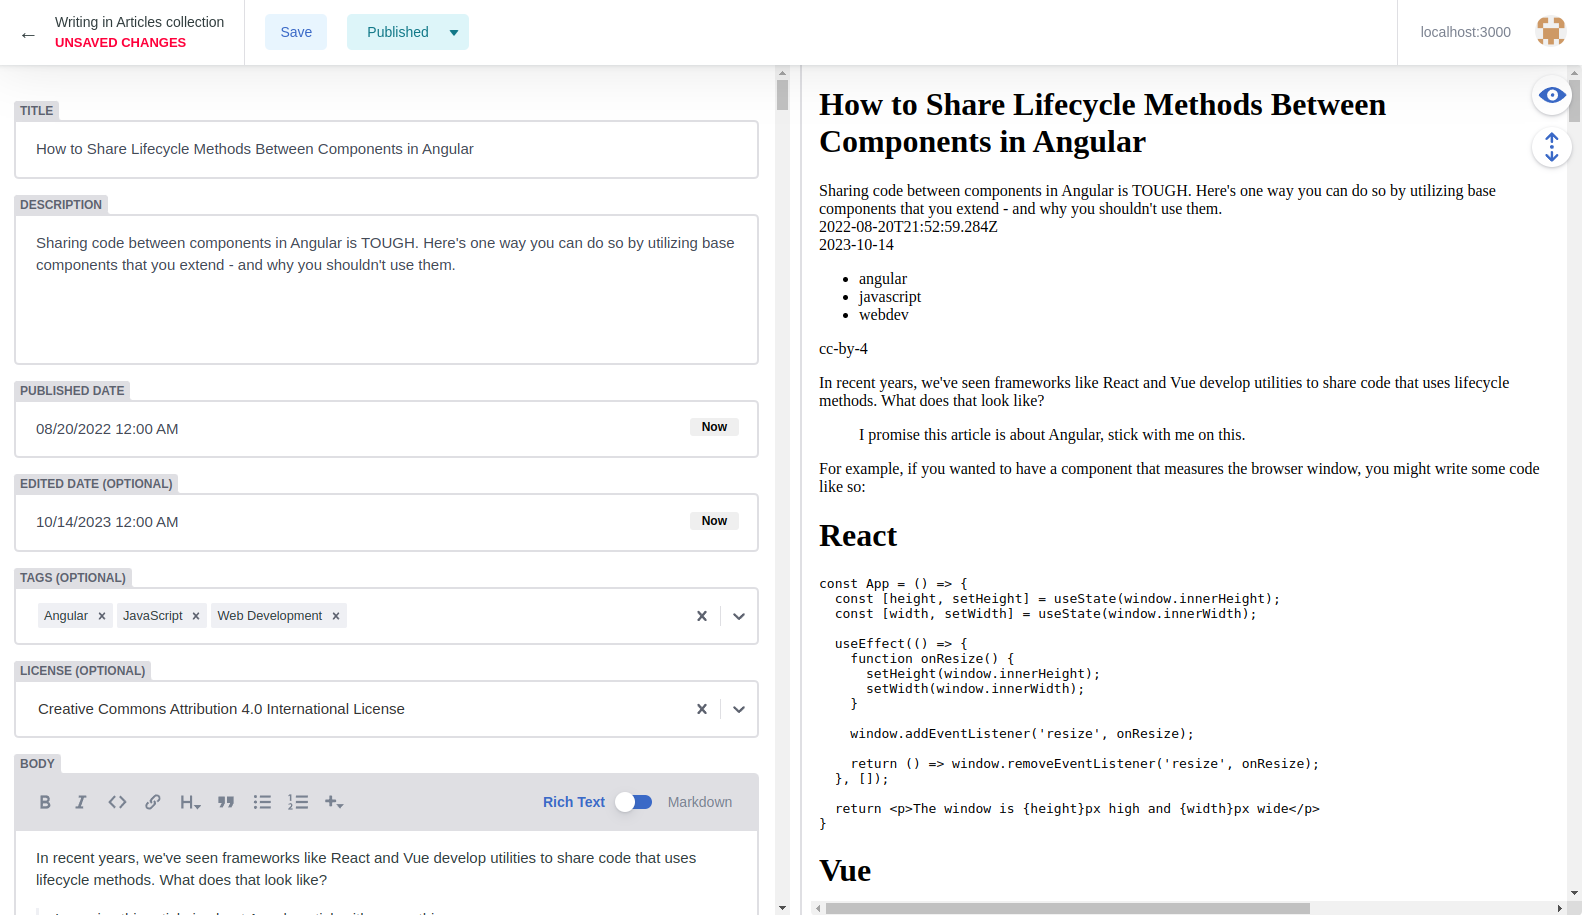 ← Writing in Articles collection
UNSAVED CHANGES
Save
Published
localhost:3000
TITLE
How to Share Lifecycle Methods Between Components in Angular
DESCRIPTION
Sharing code between components in Angular is TOUGH. Here's one way you can do so by utilizing base
components that you extend - and why you shouldn't use them.
PUBLISHED DATE
08/20/2022 12:00 AM
Now
EDITED DATE (OPTIONAL)
10/14/2023 12:00 AM
Now
TAGS (OPTIONAL)
Angular × JavaScript × Web Development ×
LICENSE (OPTIONAL)
Creative Commons Attribution 4.0 International License
BODY
Rich Text Markdown
In recent years, we've seen frameworks like React and Vue develop utilities to share code that uses
lifecycle methods. What does that look like?
How to Share Lifecycle Methods Between
Components in Angular
Sharing code between components in Angular is TOUGH. Here's one way you can do so by utilizing base
components that you extend - and why you shouldn't use them.
2022-08-20T21:52:59.284Z
2023-10-14
• angular
• javascript
• webdev
cc-by-4
In recent years, we've seen frameworks like React and Vue develop utilities to share code that uses lifecycle
methods. What does that look like?
I promise this article is about Angular, stick with me on this.
For example, if you wanted to have a component that measures the browser window, you might write some code
like so:
React
const App = () => {
  const [height, setHeight] = useState(window.innerHeight);
  const [width, setWidth] = useState(window.innerWidth);
  useEffect(() => {
    function onResize() {
      setHeight(window.innerHeight);
      setWidth(window.innerWidth);
    }
    window.addEventListener('resize', onResize);
    return () => window.removeEventListener('resize', onResize);
  }, []);
  return <p>The window is {height}px high and {width}px wide</p>
}
Vue